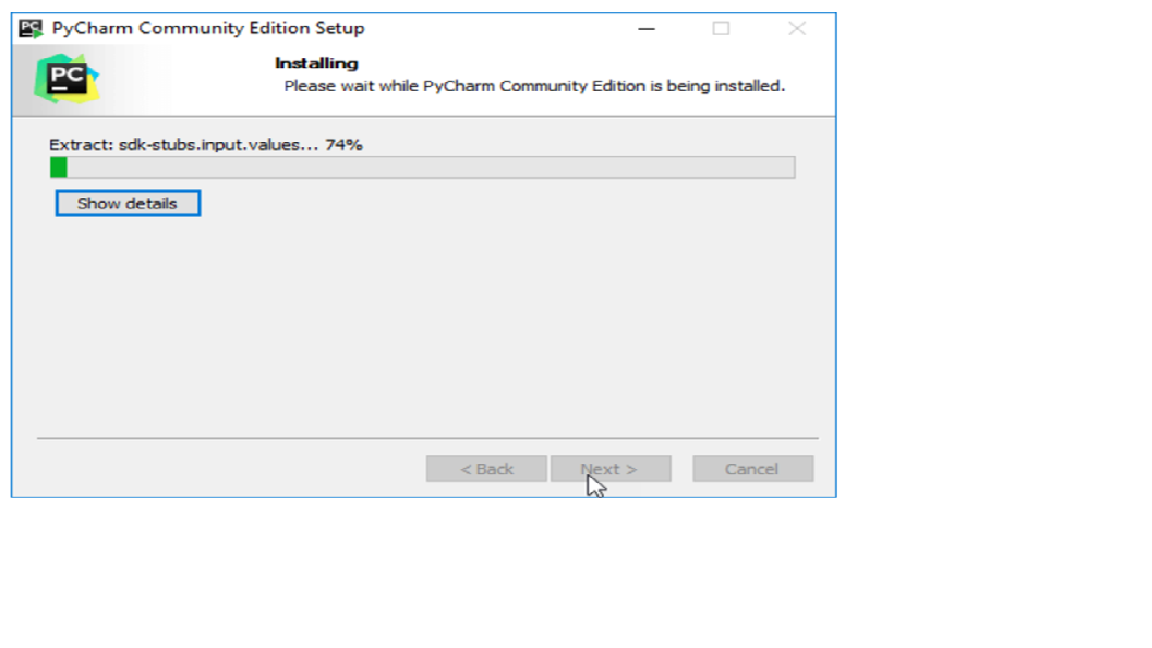 PC PyCharm Community Edition Setup
PC
Installing
Please wait while PyCharm Community Edition is being installed.
Extract: sdk-stubs.input.values... 74%
Show details
< Back Next > Cancel